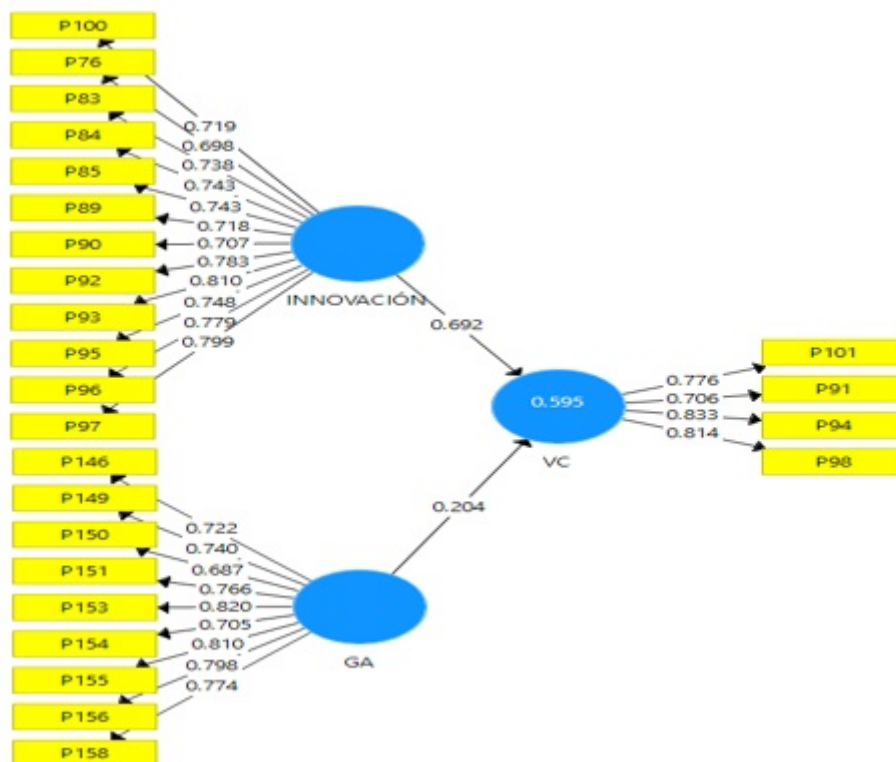 P100
P76
P83
P84
P85
P89
P90
P92
P93
P95
P96
P97
0.719
0.698
0.738
0.743
0.743
0.718
0.707
0.783
0.810
0.748
0.779
0.799
INNOVACIÓN
0.692
P146
P149
P150
P151
P153
P154
P155
P156
P158
0.722
0.740
0.687
0.766
0.820
0.705
0.810
0.798
0.774
GA
0.204
0.595
VC
0.776
0.706
0.833
0.814
P101
P91
P94
P98